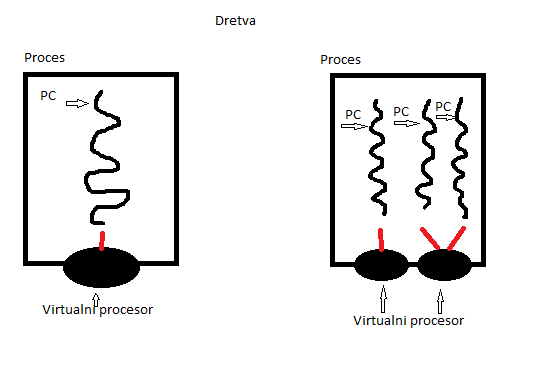 Dretva
Proces
PC
Virtualni procesor
Proces
PC
PC
PC
Virtualni procesor